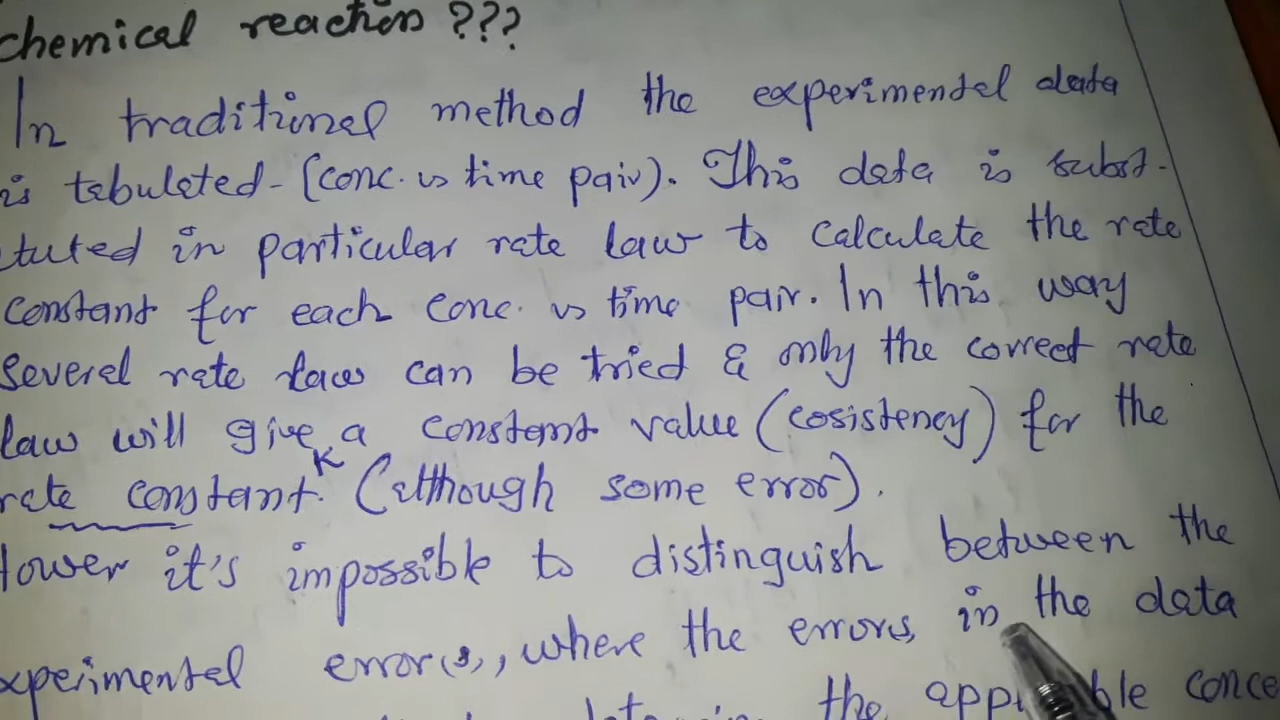 chemical reaction ???
In traditional method the experimental data
is tabulated - (conc. vs time pair). This data is subst-
tuted in particular rate law to calculate the rate
constant for each conc. vs time pair. In this way
several rate law can be tried & only the correct rate
law will give a constant value (cosistency) for the
rate constant. K (although some error).
Hower it's impossible to distinguish between the
xperimental error(s), where the errors in the data
the